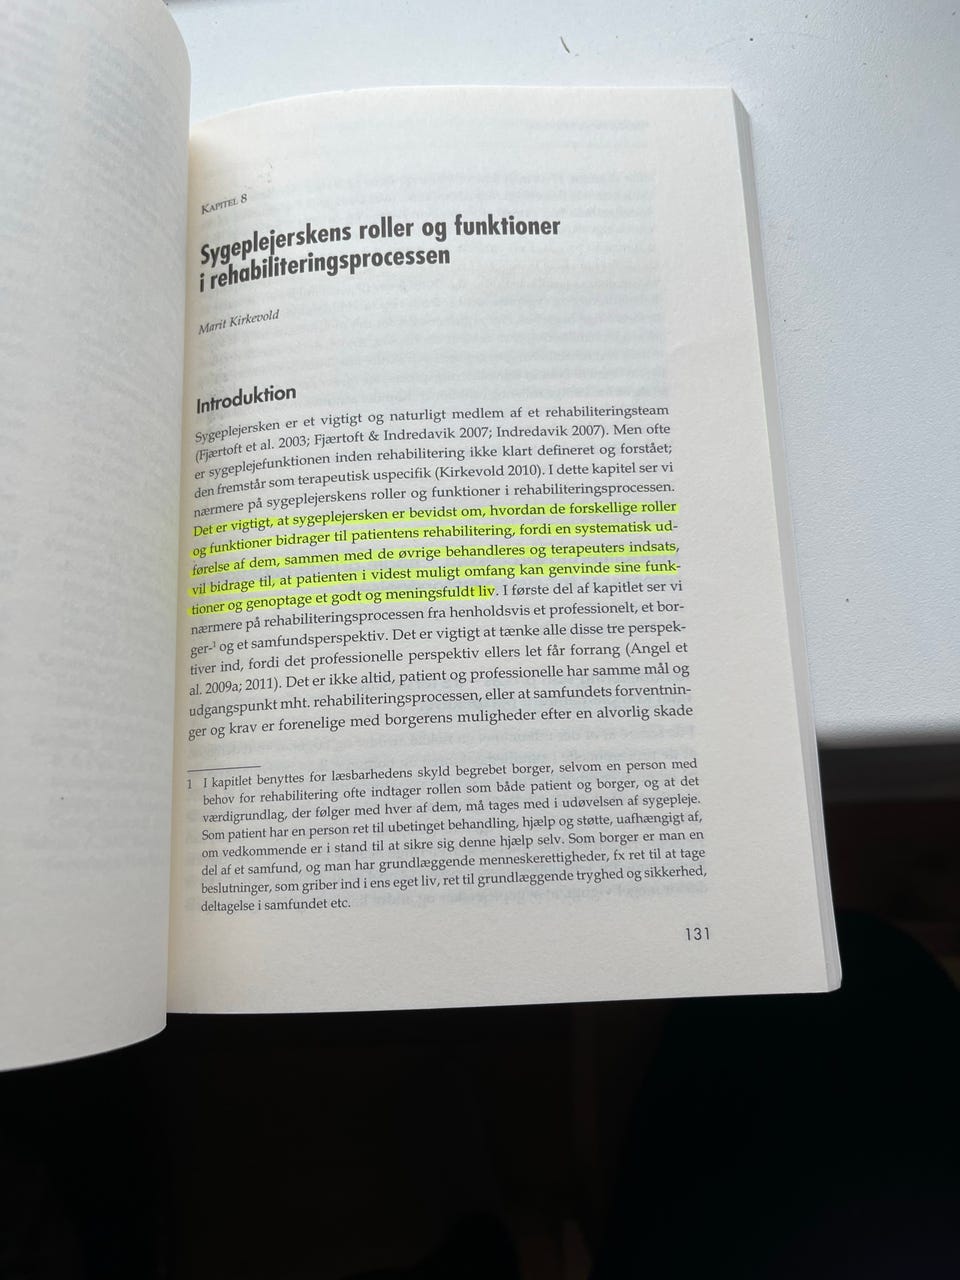 KAPITEL 8
Sygeplejerskens roller og funktioner
i rehabiliteringsprocessen
Marit Kirkevold
Introduktion
Sygeplejersken er et vigtigt og naturligt medlem af et rehabiliteringsteam
(Fjærtoft et al. 2003; Fjærtoft & Indredavik 2007; Indredavik 2007). Men ofte
er sygeplejefunktionen inden rehabilitering ikke klart defineret og forstået;
den fremstår som terapeutisk uspecifik (Kirkevold 2010). I dette kapitel ser vi
nærmere på sygeplejerskens roller og funktioner i rehabiliteringsprocessen.
Det er vigtigt, at sygeplejersken er bevidst om, hvordan de forskellige roller
og funktioner bidrager til patientens rehabilitering, fordi en systematisk ud-
førelse af dem, sammen med de øvrige behandleres og terapeuters indsats,
vil bidrage til, at patienten i videst muligt omfang kan genvinde sine funk-
tioner og genoptage et godt og meningsfuldt liv. I første del af kapitlet ser vi
nærmere på rehabiliteringsprocessen fra henholdsvis et professionelt, et bor-
ger-¹ og et samfundsperspektiv. Det er vigtigt at tænke alle disse tre perspek-
tiver ind, fordi det professionelle perspektiv ellers let får forrang (Angel et
al. 2009a; 2011). Det er ikke altid, patient og professionelle har samme mål og
udgangspunkt mht. rehabiliteringsprocessen, eller at samfundets forventnin-
ger og krav er forenelige med borgerens muligheder efter en alvorlig skade
1 I kapitlet benyttes for læsbarhedens skyld begrebet borger, selvom en person med
behov for rehabilitering ofte indtager rollen som både patient og borger, og at det
værdigrundlag, der følger med hver af dem, må tages med i udøvelsen af sygepleje.
Som patient har en person ret til ubetinget behandling, hjælp og støtte, uafhængigt af,
om vedkommende er i stand til at sikre sig denne hjælp selv. Som borger er man en
del af et samfund, og man har grundlæggende menneskerettigheder, fx ret til at tage
beslutninger, som griber ind i ens eget liv, ret til grundlæggende tryghed og sikkerhed,
deltagelse i samfundet etc.
131